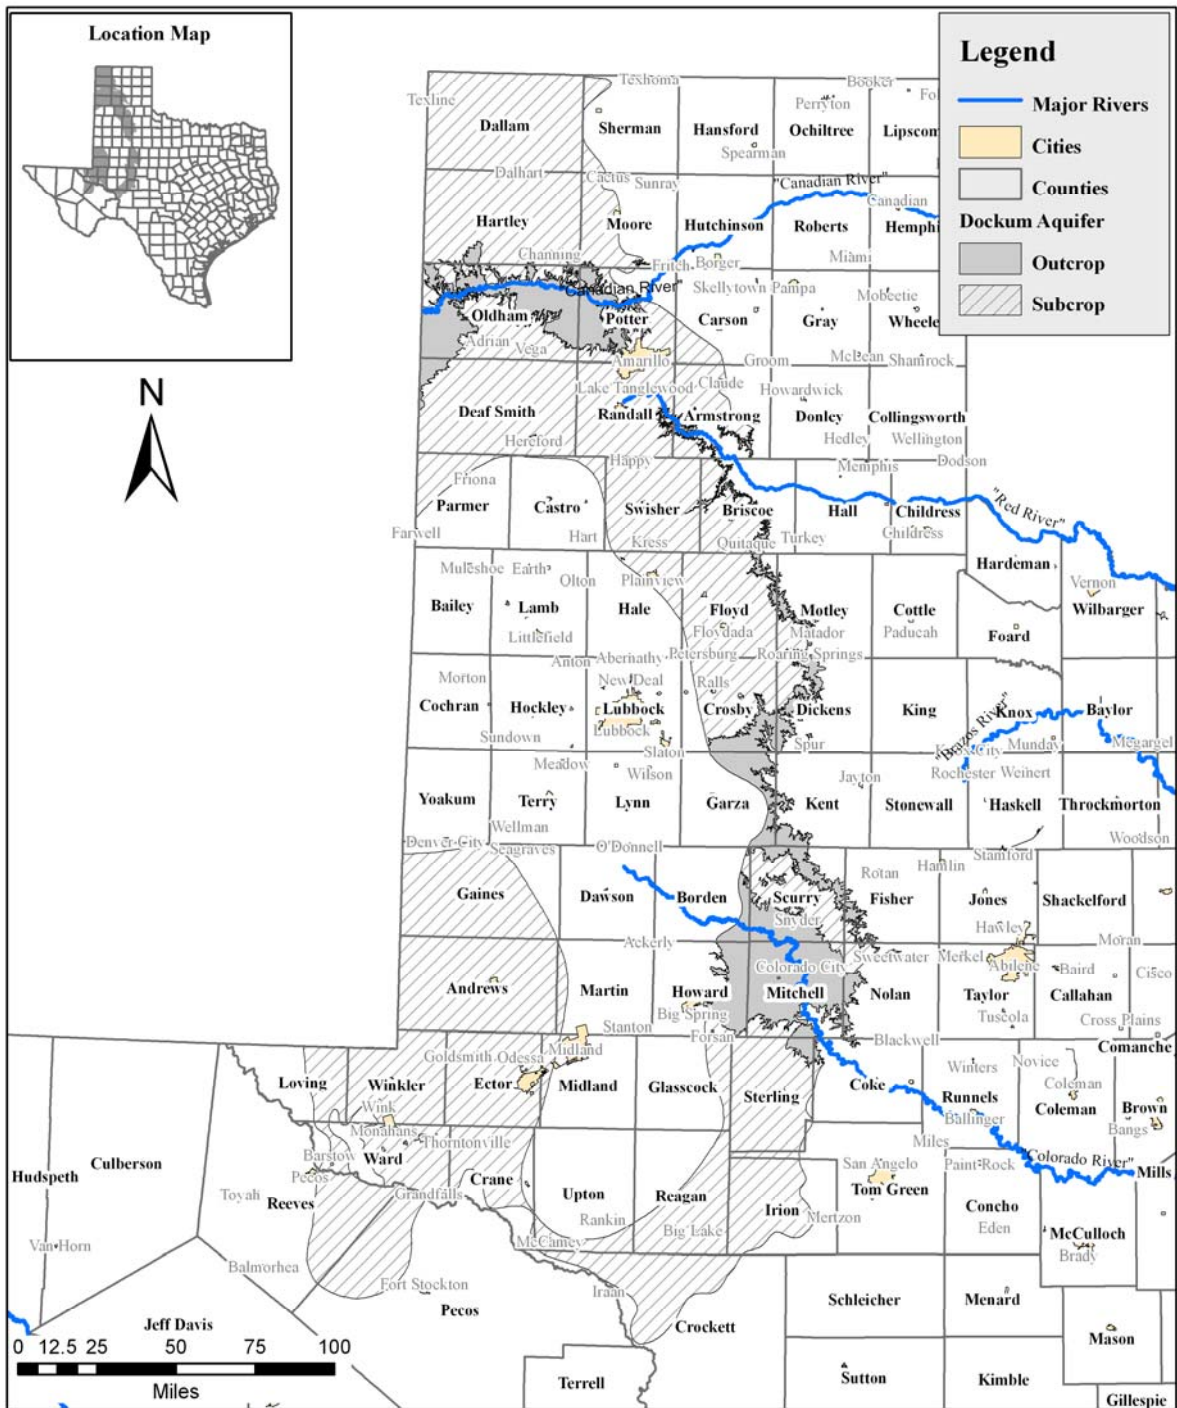 Location Map
Legend
Major Rivers
Cities
Counties
Dockum Aquifer
Outcrop
Subcrop
N
Texhoma
Booker
Texline
Perryton
Fol
Dallam
Sherman
Hansford
Ochiltree
Lipscom
Spearman
Dalhart
Cactus
Sunray
"Canadian River"
Canadian
Hartley
Moore
Hutchinson
Roberts
Hemphi
Channing
Fritch
Borger
Miami
Canadian River"
Skellytown
Pampa
Mobeetie
Oldham
Potter
Carson
Gray
Wheele
Adrian
Vega
Amarillo
Groom
McLean
Shamrock
Lake Tanglewood
Claude
Howardwick
Deaf Smith
Randall
Armstrong
Donley
Collingsworth
Hereford
Hedley
Wellington
Happy
Memphis
Dodson
Friona
Parmer
Castro
Swisher
Briscoe
Hall
Childress
"Red River"
Farwell
Hart
Kress
Quitaque
Turkey
Childress
Hardeman
Muleshoe
Earth
Olton
Plainview
Vernon
Bailey
Lamb
Hale
Floyd
Motley
Cottle
Wilbarger
Littlefield
Floydada
Matador
Paducah
Foard
Anton
Abernathy
Petersburg
Roaring Springs
Morton
New Deal
Ralls
Cochran
Hockley
Lubbock
Crosby
Dickens
King
Knox
Baylor
"Brazos River"
Sundown
Lubbock
Slaton
Spur
Knox City
Munday
Megargel
Meadow
Wilson
Jayton
Rochester
Weinert
Yoakum
Terry
Lynn
Garza
Kent
Stonewall
Haskell
Throckmorton
Wellman
Woodson
Denver City
Seagraves
O'Donnell
Stamford
Rotan
Hamlin
Gaines
Dawson
Borden
Scurry
Fisher
Jones
Shackelford
Snyder
Hawley
Ackerly
Moran
Colorado City
Sweetwater
Merkel
Abilene
Baird
Cisco
Andrews
Martin
Howard
Mitchell
Nolan
Taylor
Callahan
Big Spring
Tuscola
Stanton
Forsan
Cross Plains
Blackwell
Comanche
Goldsmith
Odessa
Midland
Winters
Novice
Loving
Winkler
Ector
Midland
Glasscock
Sterling
Coke
Runnels
Coleman
Coleman
Brown
Wink
Ballinger
Bangs
Monahans
Thorntonville
Miles
Barstow
Ward
San Angelo
Paint Rock
"Colorado River"
Mills
Culberson
Hudspeth
Pecos
Crane
Toyah
Reeves
Grandfalls
Upton
Reagan
Irion
Tom Green
Concho
Rankin
Big Lake
Mertzon
Eden
McCulloch
Van Horn
McCamey
Brady
Balmorhea
Fort Stockton
Iraan
Pecos
Schleicher
Menard
Jeff Davis
Crockett
Mason
0 12.5 25 50 75 100
Miles
Terrell
Sutton
Kimble
Gillespie